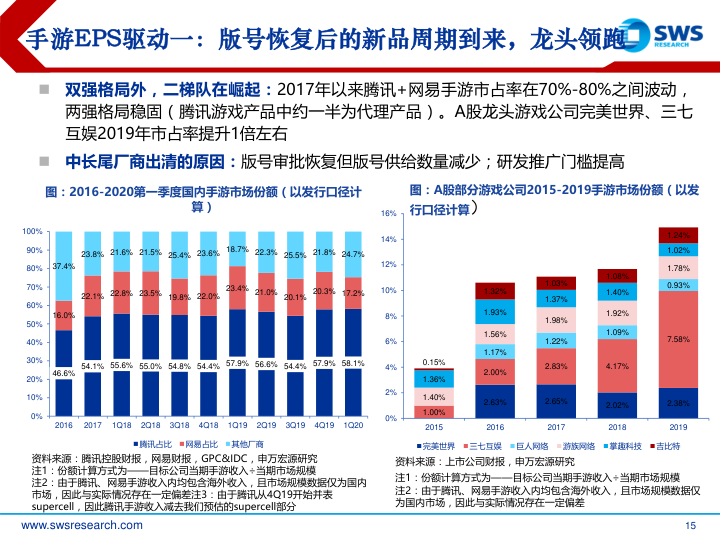 手游EPS驱动一：版号恢复后的新品周期到来，龙头领跑
SWS
RESEARCH
双强格局外，二梯队在崛起：2017年以来腾讯+网易手游市占率在70%-80%之间波动，
两强格局稳固（腾讯游戏产品中约一半为代理产品）。A股龙头游戏公司完美世界、三七
互娱2019年市占率提升1倍左右
中长尾厂商出清的原因：版号审批恢复但版号供给数量减少；研发推广门槛提高
图：2016-2020第一季度国内手游市场份额（以发行口径计
算）
100%
90%
80%
70%
60%
50%
40%
30%
20%
10%
0%
37.4% 23.8% 21.6% 21.5% 25.4% 23.6% 18.7% 22.3% 25.5% 21.8% 24.7%
16.0% 22.1% 22.8% 23.5% 19.8% 22.0% 23.4% 21.0% 20.1% 20.3% 17.2%
46.6% 54.1% 55.6% 55.0% 54.8% 54.4% 57.9% 56.6% 54.4% 57.9% 58.1%
2016 2017 1Q18 2Q18 3Q18 4Q18 1Q19 2Q19 3Q19 4Q19 1Q20
腾讯占比 网易占比 其他厂商
资料来源：腾讯控股财报，网易财报，GPC&IDC，申万宏源研究
注1：份额计算方式为——目标公司当期手游收入÷当期市场规模
注2：由于腾讯、网易手游收入内均包含海外收入，且市场规模数据仅为国内
市场，因此与实际情况存在一定偏差注3：由于腾讯从4Q19开始并表
supercell，因此腾讯手游收入减去我们预估的supercell部分
图：A股部分游戏公司2015-2019手游市场份额（以发
行口径计算）
16%
14%
12%
10%
8%
6%
4%
2%
0%
0.15%
1.36%
1.40%
1.00%
1.32%
1.93%
1.56%
1.17%
2.00%
2.63%
1.03%
1.37%
1.98%
1.22%
2.83%
2.65%
1.08%
1.40%
1.92%
1.09%
4.17%
2.02%
1.24%
1.02%
1.78%
0.93%
7.58%
2.38%
2015 2016 2017 2018 2019
完美世界 三七互娱 巨人网络 游族网络 掌趣科技 吉比特
资料来源：上市公司财报，申万宏源研究
注1：份额计算方式为——目标公司当期手游收入÷当期市场规模
注2：由于腾讯、网易手游收入内均包含海外收入，且市场规模数据仅
为国内市场，因此与实际情况存在一定偏差
www.swsresearch.com
15